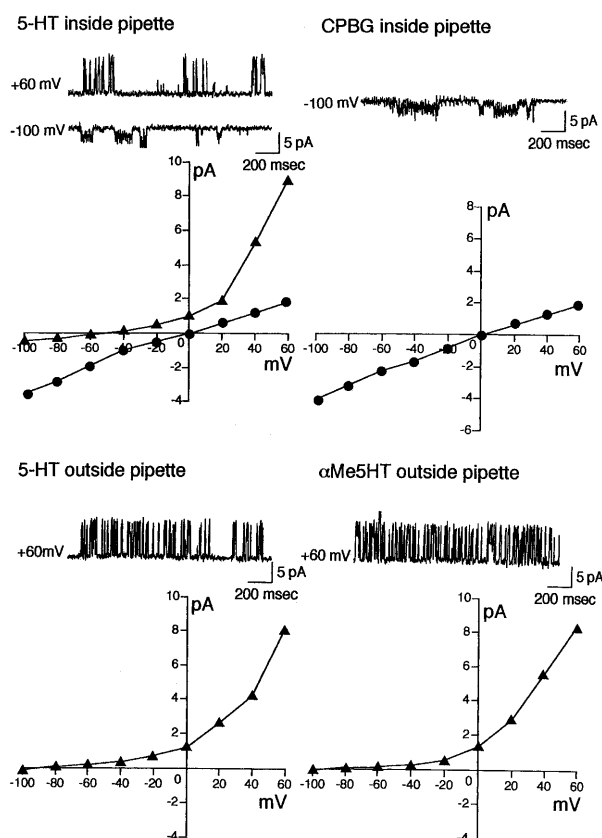 5-HT inside pipette
CPBG inside pipette
+60 mV
-100 mV
5 pA
200 msec
-100 mV
5 pA
200 msec
10
8
6
4
2
0
-2
-4
pA
-100 -80 -60 -40 -20 20 40 60
mV
8
6
4
2
0
-2
-4
-6
pA
-100 -80 -60 -40 -20 20 40 60
mV
5-HT outside pipette
αMe5HT outside pipette
+60mV
5 pA
200 msec
+60 mV
5 pA
200 msec
10
8
6
4
2
0
-2
-4
pA
-100 -80 -60 -40 -20 20 40 60
mV
10
8
6
4
2
0
-2
-4
pA
-100 -80 -60 -40 -20 20 40 60
mV